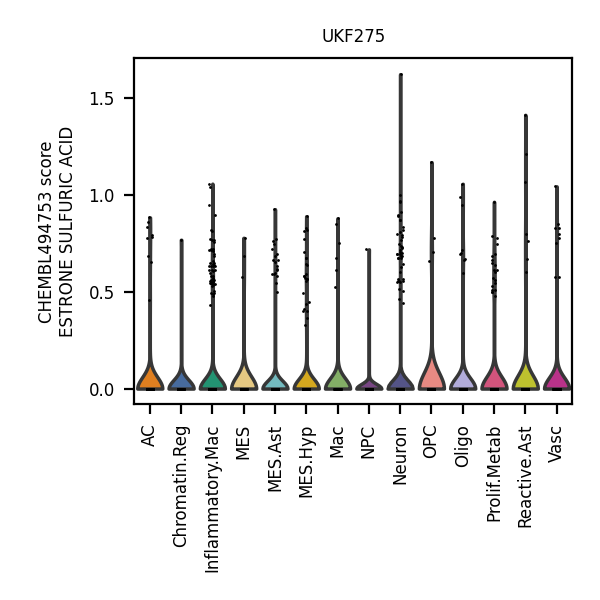 UKF275
CHEMBL494753 score
ESTRONE SULFURIC ACID
1.5
1.0
0.5
0.0
AC
Chromatin.Reg
Inflammatory.Mac
MES
MES.Ast
MES.Hyp
Mac
NPC
Neuron
OPC
Oligo
Prolif.Metab
Reactive.Ast
Vasc